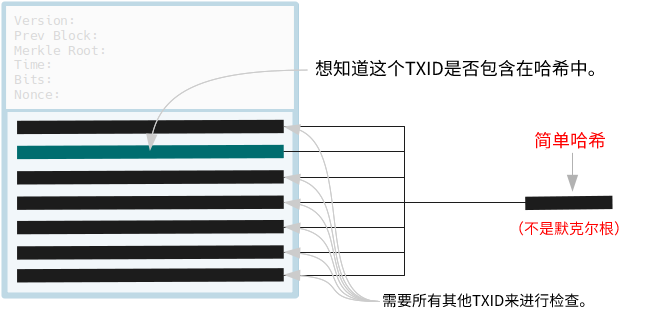 Version:
Prev Block:
Merkle Root:
Time:
Bits:
Nonce:
想知道这个TXID是否包含在哈希中。
简单哈希
(不是默克尔根)
需要所有其他TXID来进行检查。